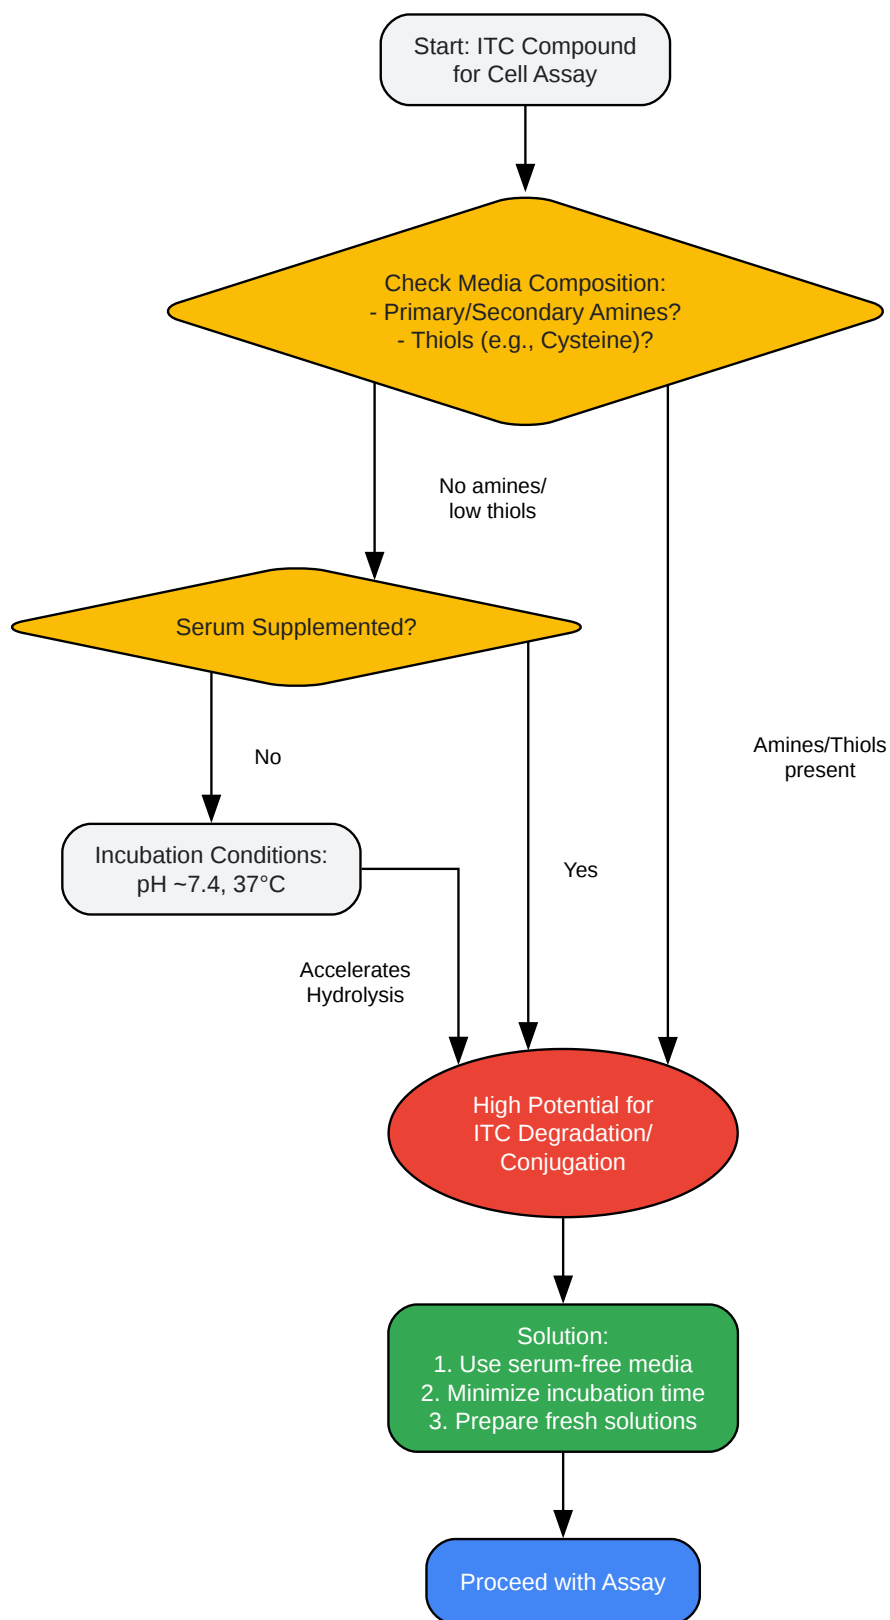 Start: ITC Compound
for Cell Assay
Check Media Composition:
- Primary/Secondary Amines?
- Thiols (e.g., Cysteine)?
No amines/
low thiols
Serum Supplemented?
Amines/Thiols
present
No
Incubation Conditions:
pH ~7.4, 37°C
Yes
Accelerates
Hydrolysis
High Potential for
ITC Degradation/
Conjugation
Solution:
1. Use serum-free media
2. Minimize incubation time
3. Prepare fresh solutions
Proceed with Assay